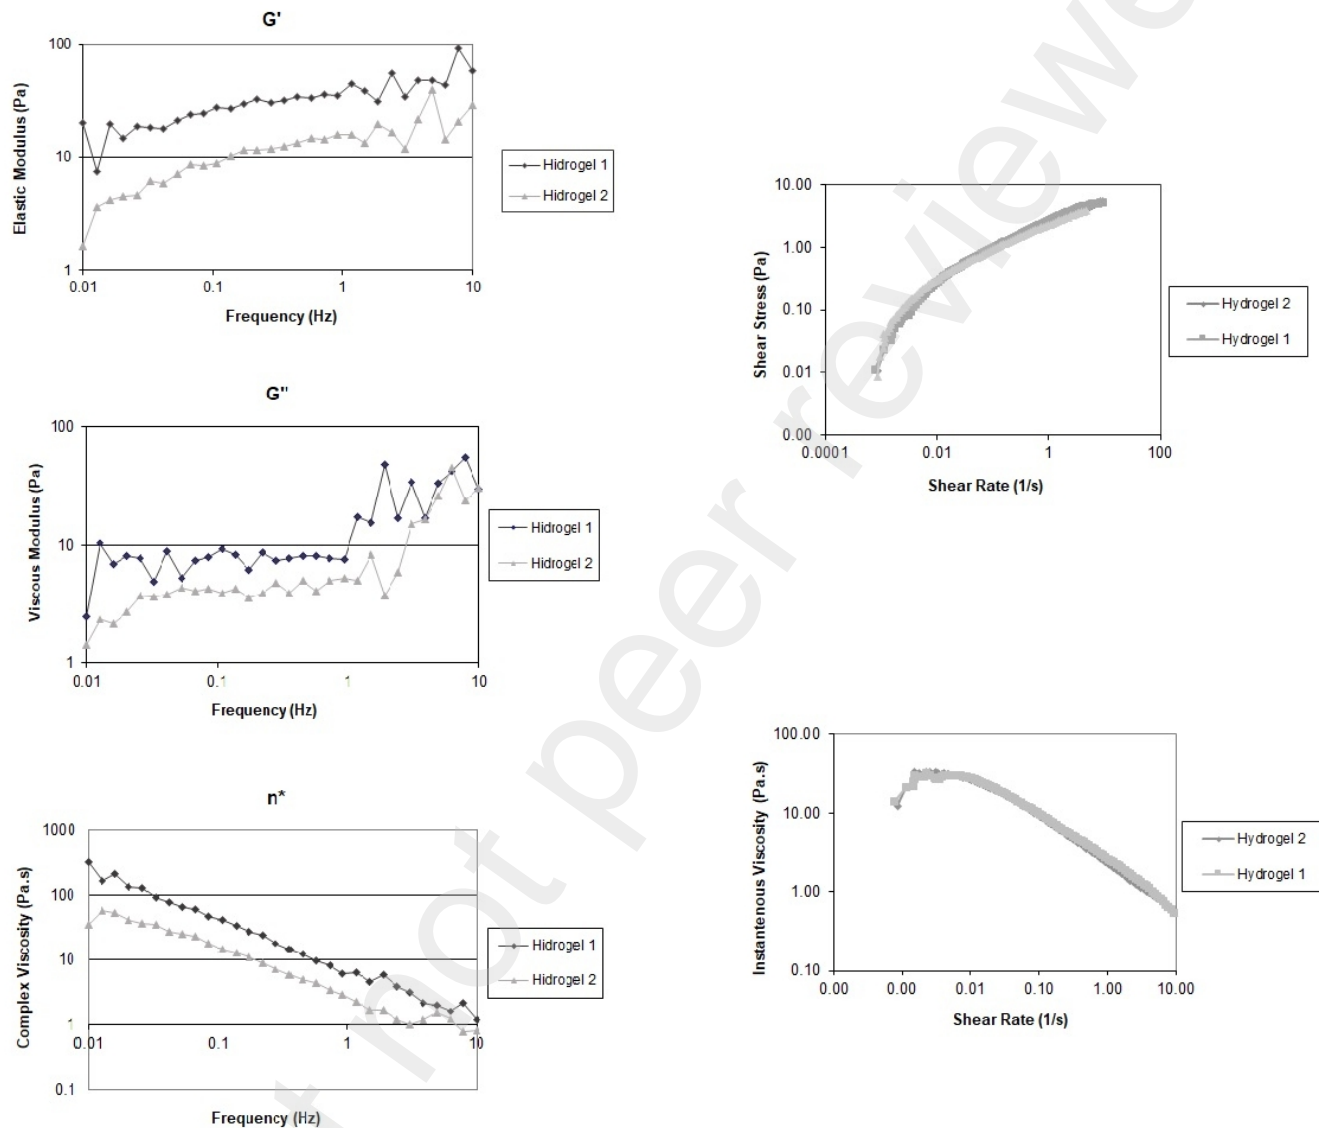 G'
100
10
1
0.01
0.1
1
10
Elastic Modulus (Pa)
Frequency (Hz)
Hidrogel 1
Hidrogel 2
G"
100
10
1
0.01
0.1
1
10
Viscous Modulus (Pa)
Frequency (Hz)
Hidrogel 1
Hidrogel 2
n*
1000
100
10
1
0.1
0.01
0.1
1
10
Complex Viscosity (Pa.s)
Frequency (Hz)
Hidrogel 1
Hidrogel 2
10.00
1.00
0.10
0.01
0.00
0.0001
0.01
1
100
Shear Stress (Pa)
Shear Rate (1/s)
Hydrogel 2
Hydrogel 1
100.00
10.00
1.00
0.10
0.00
0.00
0.01
0.10
1.00
10.00
Instantenous Viscosity (Pa.s)
Shear Rate (1/s)
Hydrogel 2
Hydrogel 1
not peer reviewe